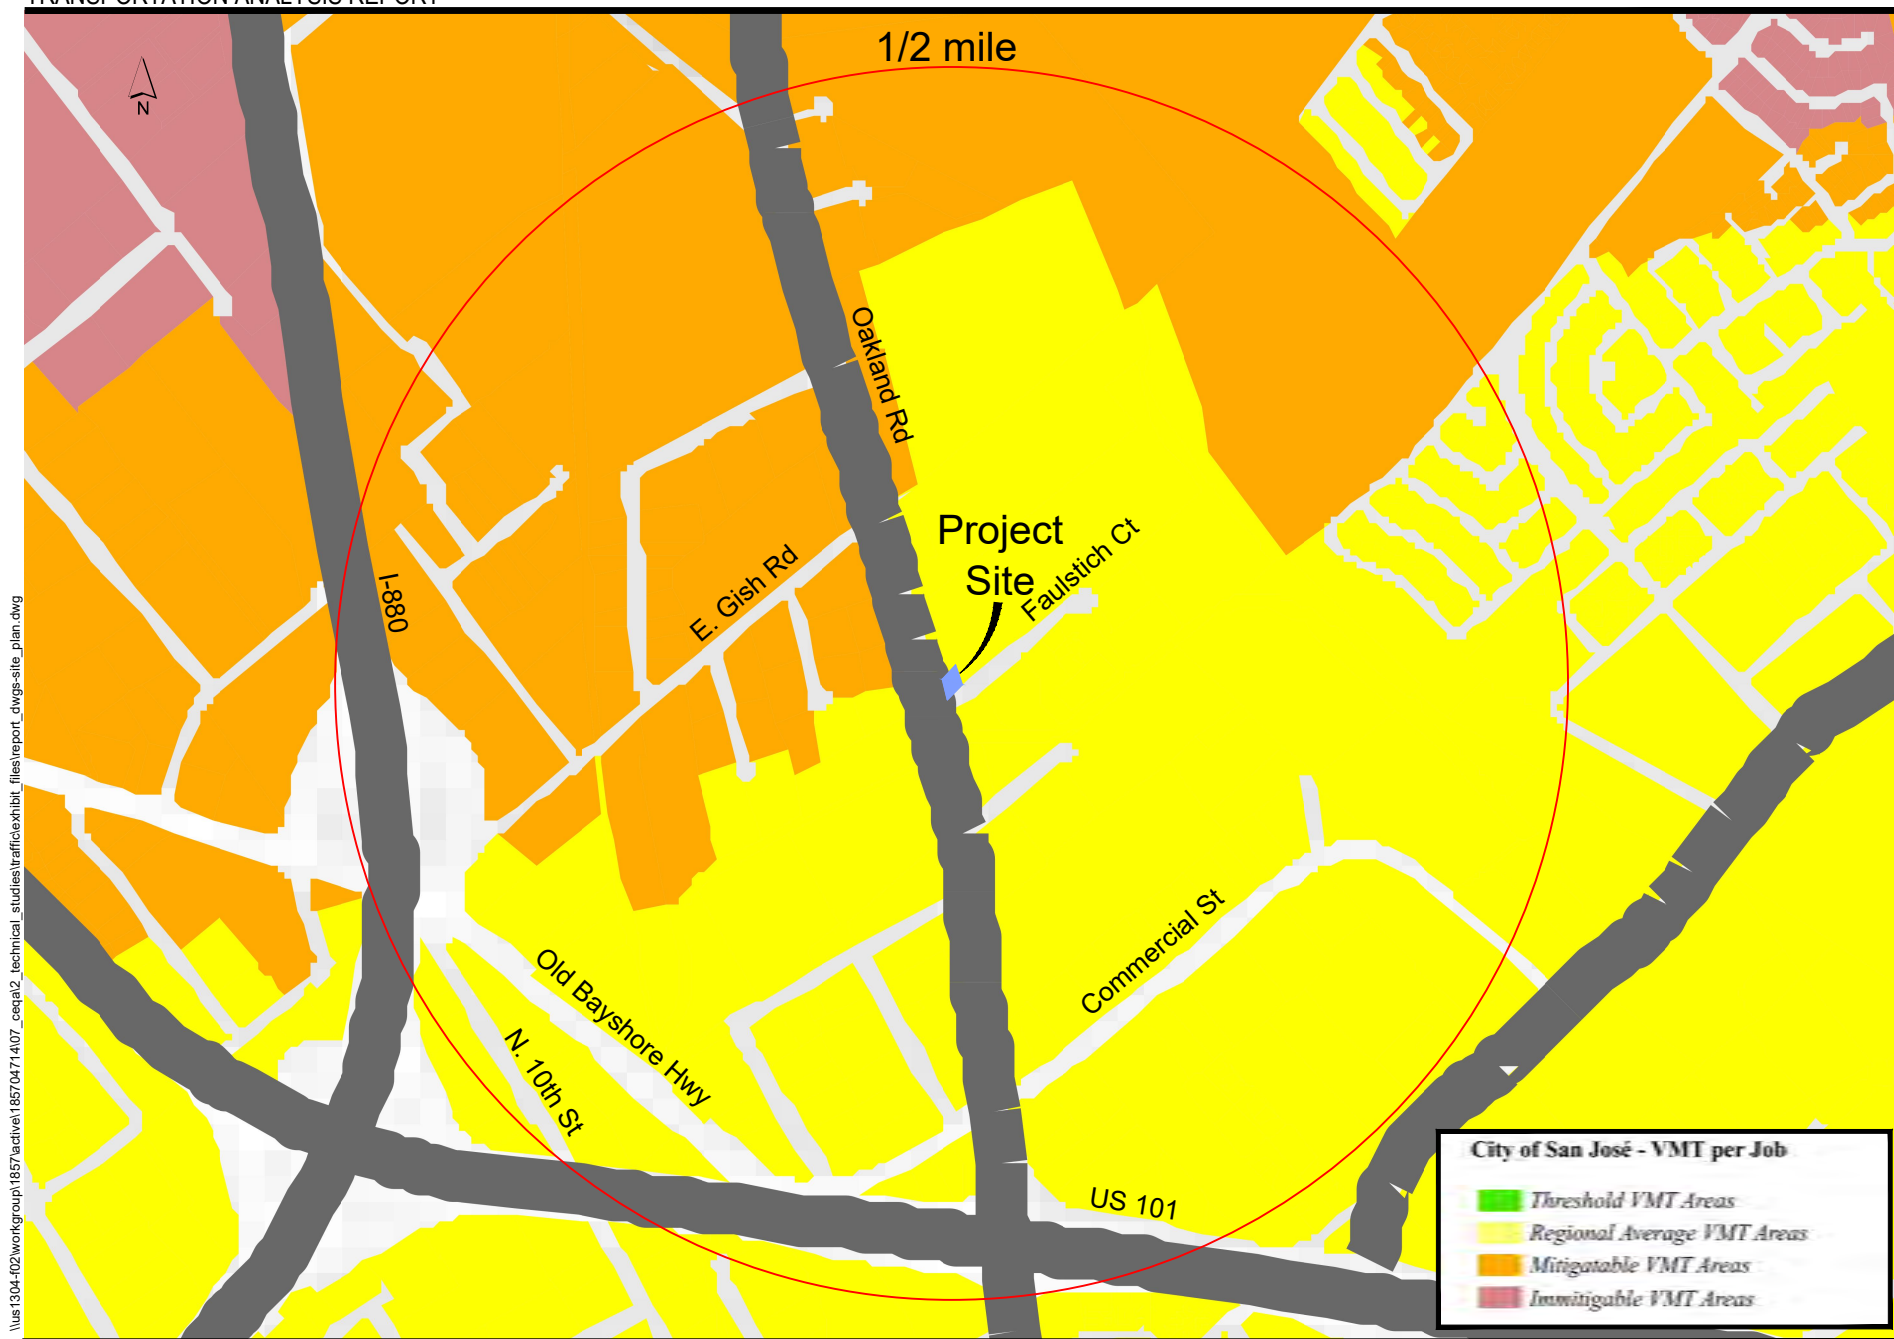 TRANSPORTATION ANALYSIS REPORT
1/2 mile
N
Oakland Rd
Project
Site
Faulstich Ct
E. Gish Rd
I-880
Commercial St
Old Bayshore Hwy
N. 10th St
US 101
City of San José - VMT per Job
Threshold VMT Areas
Regional Average VMT Areas
Mitigatable VMT Areas
Immitigable VMT Areas
\\us1304-f02\workgroup\1857\active\185704714\07_ceqa\2_technical_studies\traffic\exhibit_files\report_dwgs-site_plan.dwg